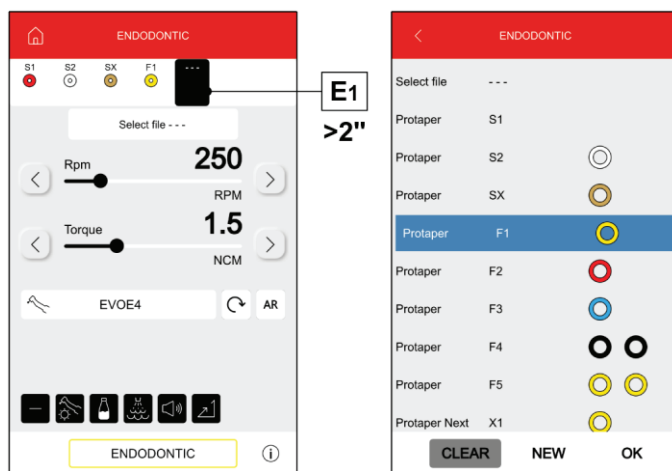 ENDODONTIC
S1 S2 SX F1 ---
Select file ---
Rpm 250
RPM
Torque 1.5
NCM
EVOE4 AR
ENDODONTIC
E1
>2"
ENDODONTIC
Select file ---
Protaper S1
Protaper S2
Protaper SX
Protaper F1
Protaper F2
Protaper F3
Protaper F4
Protaper F5
Protaper Next X1
CLEAR NEW OK